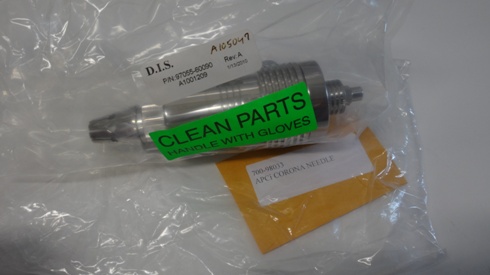 D.I.S.
A105047
P/N:97055-60090
Rev:A
A1001209
CLEAN PARTS
HANDLE WITH GLOVES
APCI CORONA NEEDLE